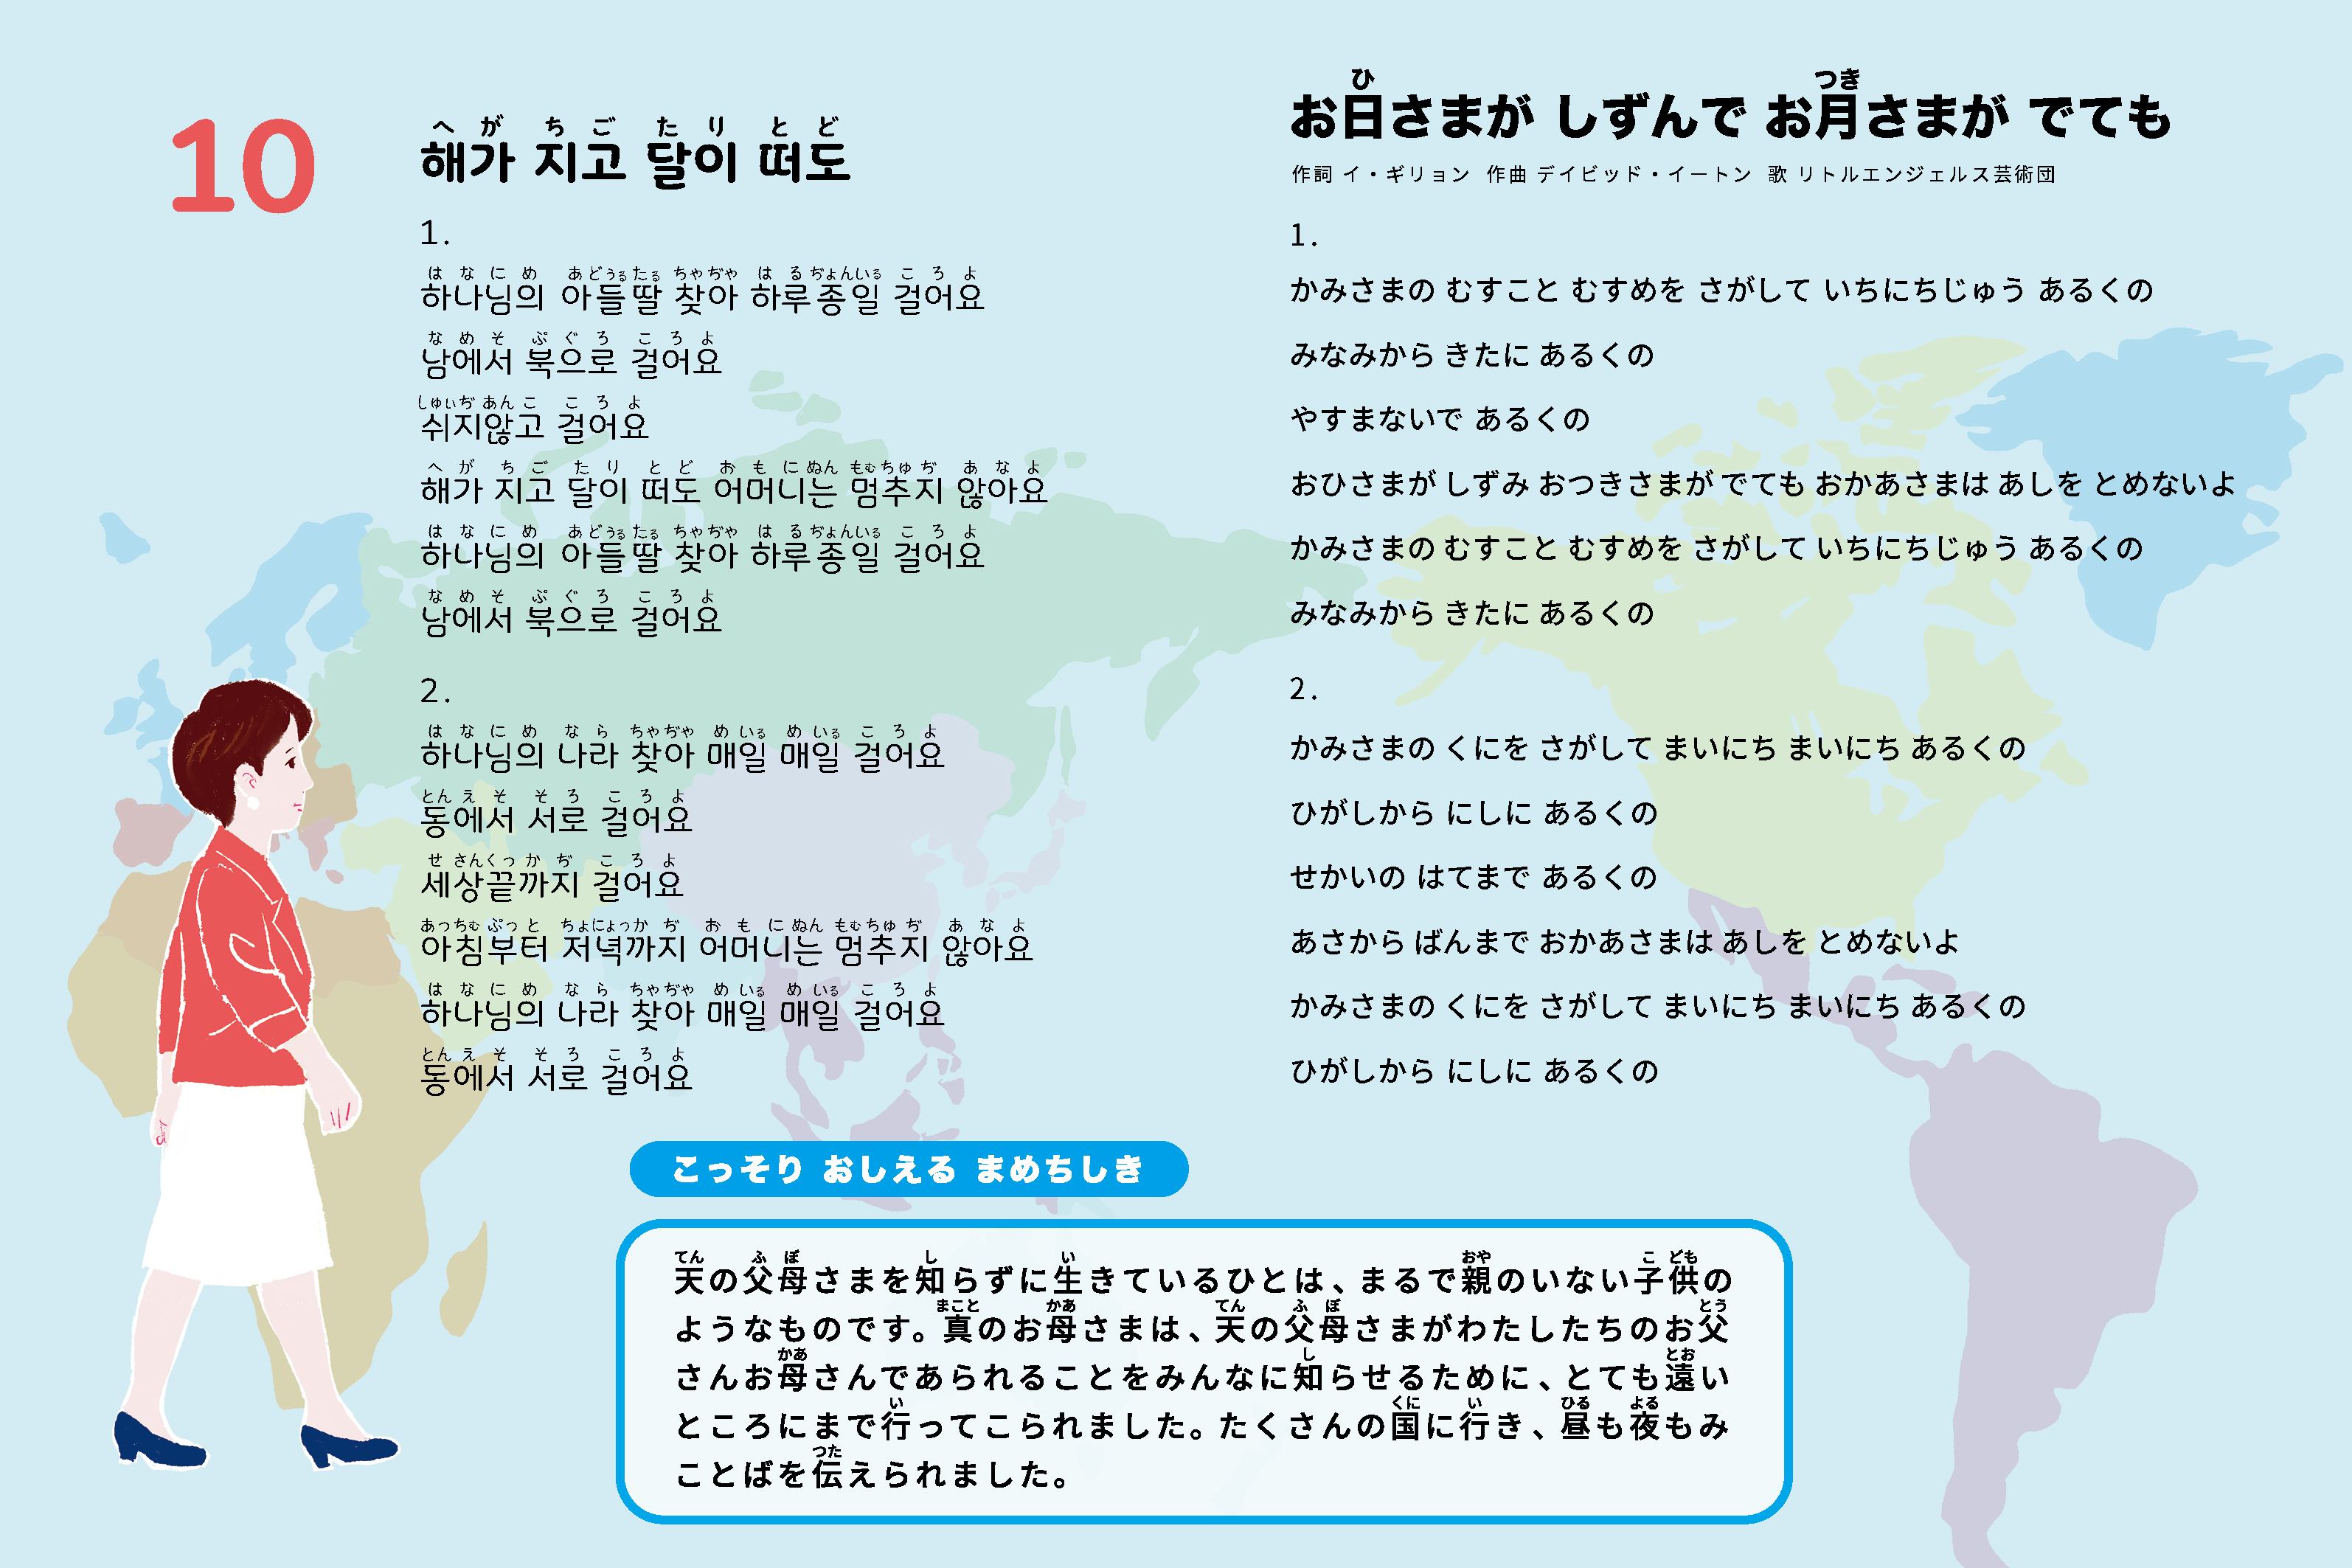 10
へ が ち ご た り と ど
해가 지고 달이 떠도
1.
は な に め あどぅる たる ちゃぢゃ は るぢょんいる こ ろ よ
하나님의 아들딸 찾아 하루종일 걸어요
な め そ ぷ ぐ ろ こ ろ よ
남에서 북으로 걸어요
しゅぃぢ あん こ こ ろ よ
쉬지않고 걸어요
へ が ち ご た り と ど お も に ぬん もむちゅ ぢ あ な よ
해가 지고 달이 떠도 어머니는 멈추지 않아요
は な に め あどぅる たる ちゃぢゃ は るぢょんいる こ ろ よ
하나님의 아들딸 찾아 하루종일 걸어요
な め そ ぷ ぐ ろ こ ろ よ
남에서 북으로 걸어요
2.
は な に め な ら ちゃぢゃ め いる め いる こ ろ よ
하나님의 나라 찾아 매일 매일 걸어요
とん え そ そ ろ こ ろ よ
동에서 서로 걸어요
せ さんくっ か ぢ こ ろ よ
세상끝까지 걸어요
あっちむ ぷっ と ちょにょっか ぢ お も に ぬん もむちゅ ぢ あ な よ
아침부터 저녁까지 어머니는 멈추지 않아요
は な に め な ら ちゃぢゃ め いる め いる こ ろ よ
하나님의 나라 찾아 매일 매일 걸어요
とん え そ そ ろ こ ろ よ
동에서 서로 걸어요
ひ つき
お日さまが しずんで お月さまが でても
作詞 イ・ギリョン 作曲 デイビッド・イートン 歌 リトルエンジェルス芸術団
1.
かみさまの むすこと むすめを さがして いちにちじゅう あるくの
みなみから きたに あるくの
やすまないで あるくの
おひさまが しずみ おつきさまが でても おかあさまは あしを とめないよ
かみさまの むすこと むすめを さがして いちにちじゅう あるくの
みなみから きたに あるくの
2.
かみさまの くにを さがして まいにち まいにち あるくの
ひがしから にしに あるくの
せかいの はてまで あるくの
あさから ばんまで おかあさまは あしを とめないよ
かみさまの くにを さがして まいにち まいにち あるくの
ひがしから にしに あるくの
こっそり おしえる まめちしき
てん ふ ぼ し い おや こ ども
天の父母さまを知らずに生きているひとは、まるで親のいない子供の
まこと かあ てん ふ ぼ とう
ようなものです。真のお母さまは、天の父母さまがわたしたちのお父
かあ し とお
さんお母さんであられることをみんなに知らせるために、とても遠い
い くに い ひる よる
ところにまで行ってこられました。たくさんの国に行き、昼も夜もみ
つた
ことばを伝えられました。